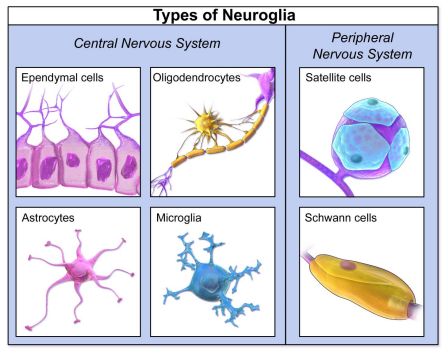 Types of Neuroglia
Central Nervous System
Peripheral
Nervous System
Ependymal cells
Oligodendrocytes
Satellite cells
Astrocytes
Microglia
Schwann cells